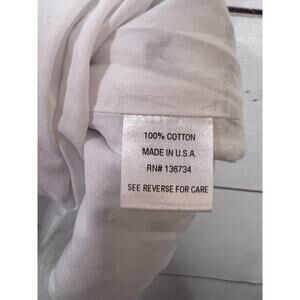 100% COTTON
MADE IN U.S.A.
RN# 136734
SEE REVERSE FOR CARE